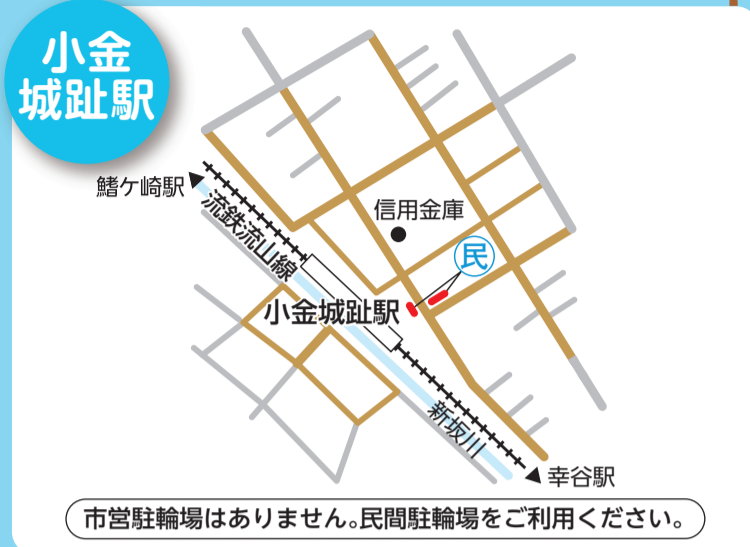 小金
城趾駅
鰭ケ崎駅
流鉄流山線
信用金庫
民
小金城趾駅
新坂川
幸谷駅
市営駐輪場はありません。民間駐輪場をご利用ください。